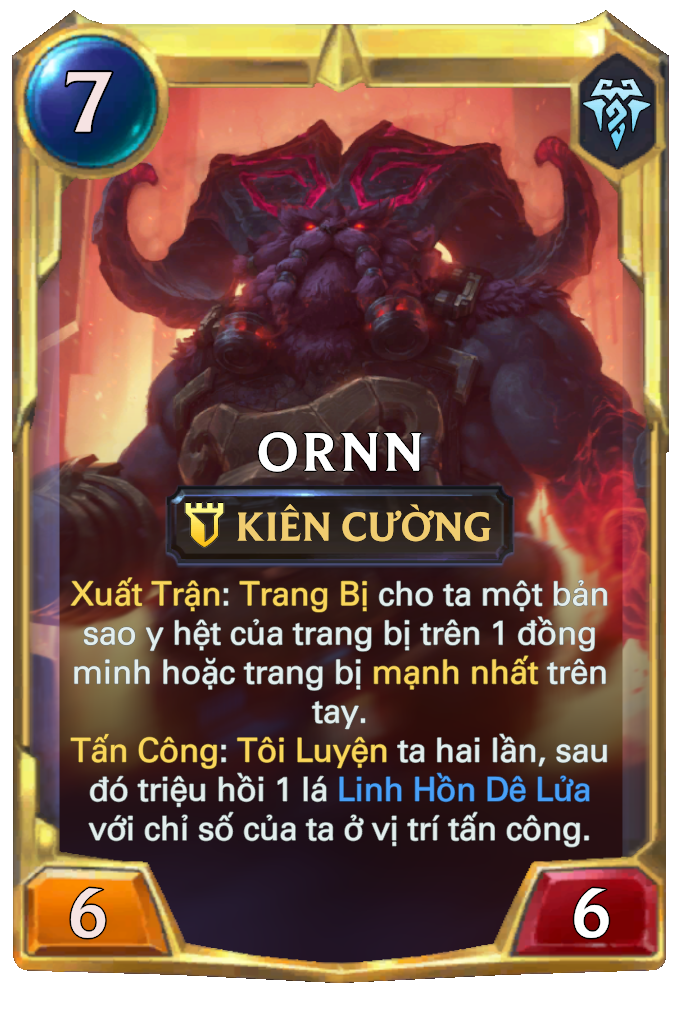 7
ORNN
KIÊN CƯỜNG
Xuất Trận: Trang Bị cho ta một bản
sao y hệt của trang bị trên 1 đồng
minh hoặc trang bị mạnh nhất trên
tay.
Tấn Công: Tôi Luyện ta hai lần, sau
đó triệu hồi 1 lá Linh Hồn Dê Lửa
với chỉ số của ta ở vị trí tấn công.
6
6